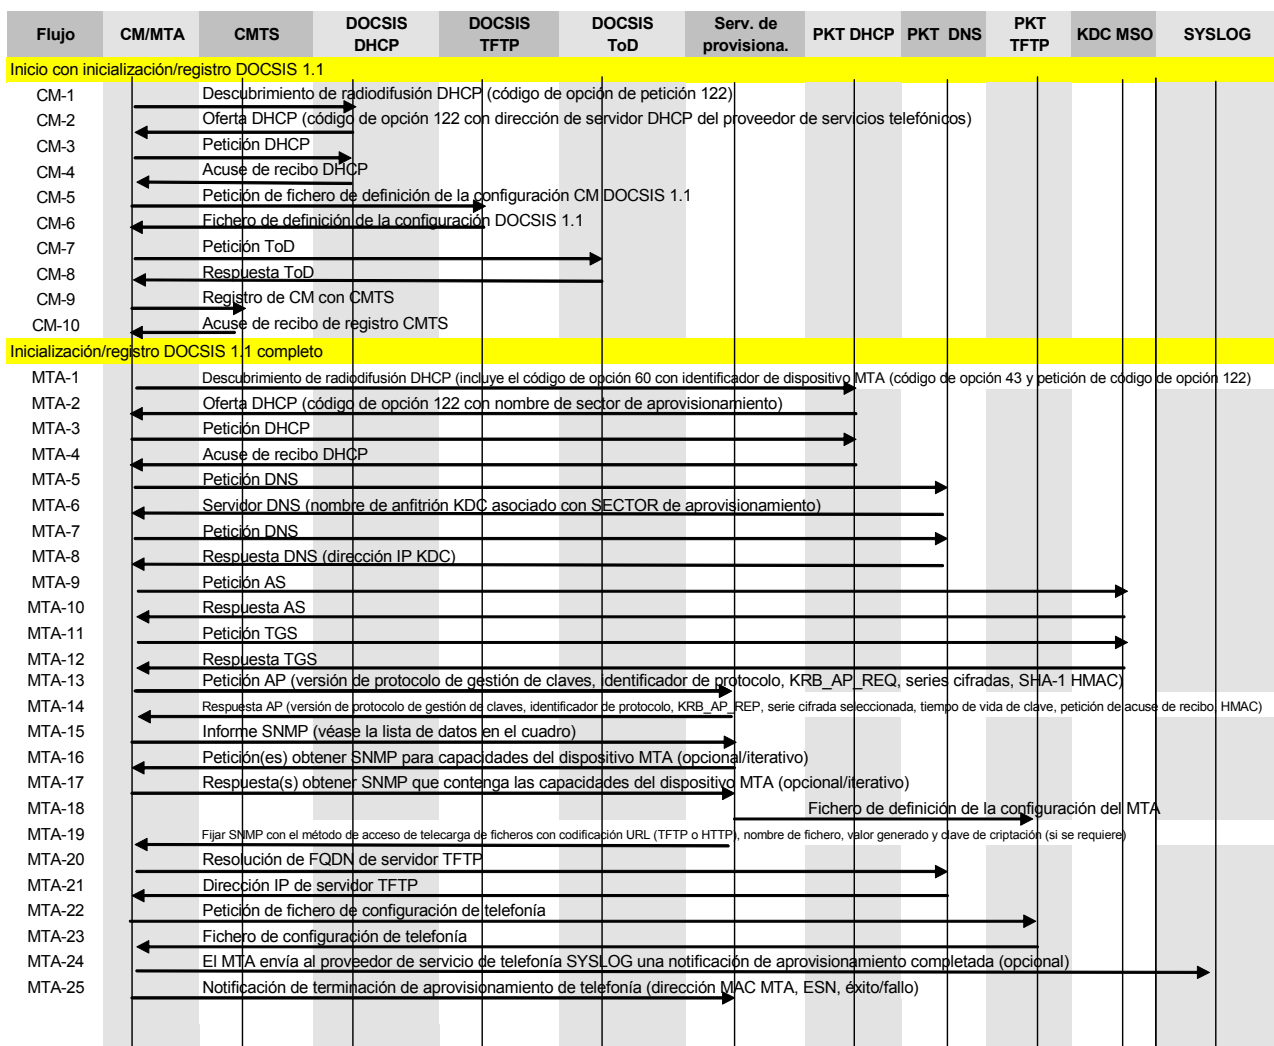 Flujo CM/MTA CMTS DOCSIS DHCP DOCSIS TFTP DOCSIS ToD Serv. de provisiona. PKT DHCP PKT DNS PKT TFTP KDC MSO SYSLOG
Inicio con inicialización/registro DOCSIS 1.1
CM-1 Descubrimiento de radiodifusión DHCP (código de opción de petición 122)
CM-2 Oferta DHCP (código de opción 122 con dirección de servidor DHCP del proveedor de servicios telefónicos)
CM-3 Petición DHCP
CM-4 Acuse de recibo DHCP
CM-5 Petición de fichero de definición de la configuración CM DOCSIS 1.1
CM-6 Fichero de definición de la configuración DOCSIS 1.1
CM-7 Petición ToD
CM-8 Respuesta ToD
CM-9 Registro de CM con CMTS
CM-10 Acuse de recibo de registro CMTS
Inicialización/registro DOCSIS 1.1 completo
MTA-1 Descubrimiento de radiodifusión DHCP (incluye el código de opción 60 con identificador de dispositivo MTA (código de opción 43 y petición de código de opción 122)
MTA-2 Oferta DHCP (código de opción 122 con nombre de sector de aprovisionamiento)
MTA-3 Petición DHCP
MTA-4 Acuse de recibo DHCP
MTA-5 Petición DNS
MTA-6 Servidor DNS (nombre de anfitrión KDC asociado con SECTOR de aprovisionamiento)
MTA-7 Petición DNS
MTA-8 Respuesta DNS (dirección IP KDC)
MTA-9 Petición AS
MTA-10 Respuesta AS
MTA-11 Petición TGS
MTA-12 Respuesta TGS
MTA-13 Petición AP (versión de protocolo de gestión de claves, identificador de protocolo, KRB_AP_REQ, series cifradas, SHA-1 HMAC)
MTA-14 Respuesta AP (versión de protocolo de gestión de claves, identificador de protocolo, KRB_AP_REP, serie cifrada seleccionada, tiempo de vida de clave, petición de acuse de recibo, HMAC)
MTA-15 Informe SNMP (véase la lista de datos en el cuadro)
MTA-16 Petición(es) obtener SNMP para capacidades del dispositivo MTA (opcional/iterativo)
MTA-17 Respuesta(s) obtener SNMP que contenga las capacidades del dispositivo MTA (opcional/iterativo)
MTA-18 Fichero de definición de la configuración del MTA
MTA-19 Fijar SNMP con el método de acceso de telecarga de ficheros con codificación URL (TFTP o HTTP), nombre de fichero, valor generado y clave de criptación (si se requiere)
MTA-20 Resolución de FQDN de servidor TFTP
MTA-21 Dirección IP de servidor TFTP
MTA-22 Petición de fichero de configuración de telefonía
MTA-23 Fichero de configuración de telefonía
MTA-24 El MTA envía al proveedor de servicio de telefonía SYSLOG una notificación de aprovisionamiento completada (opcional)
MTA-25 Notificación de terminación de aprovisionamiento de telefonía (dirección MAC MTA, ESN, éxito/fallo)